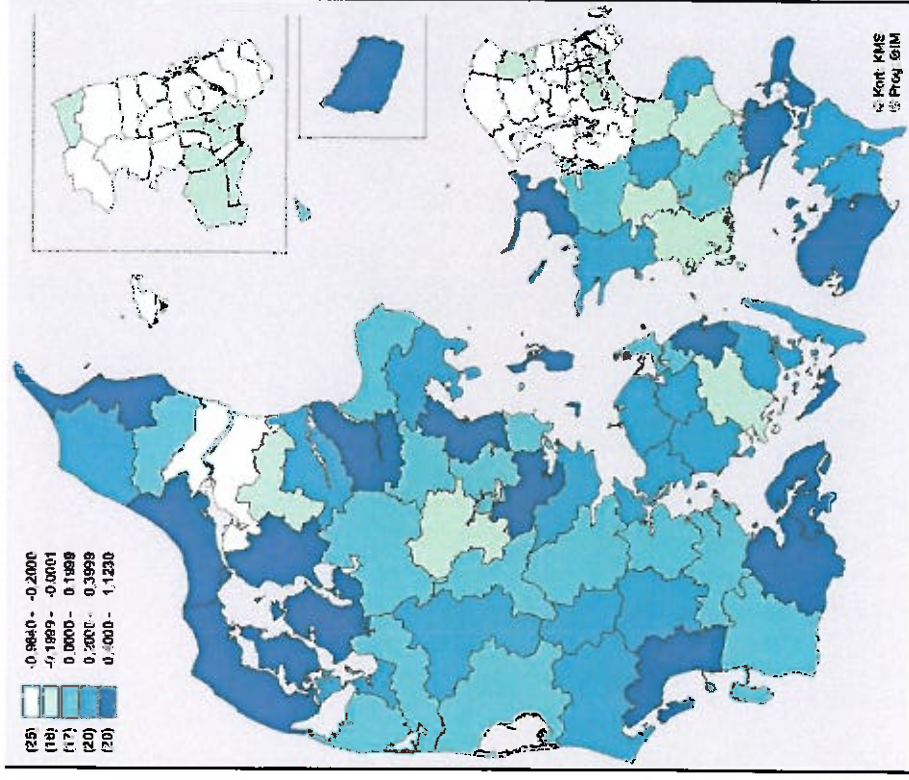 (25) -0.9840 - -0.2000
(16) -0.1999 - -0.0001
(17) 0.0000 - 0.1999
(20) 0.2000 - 0.3999
(20) 0.4000 - 1.1230
© Kort: KMS
© Prog: GIM